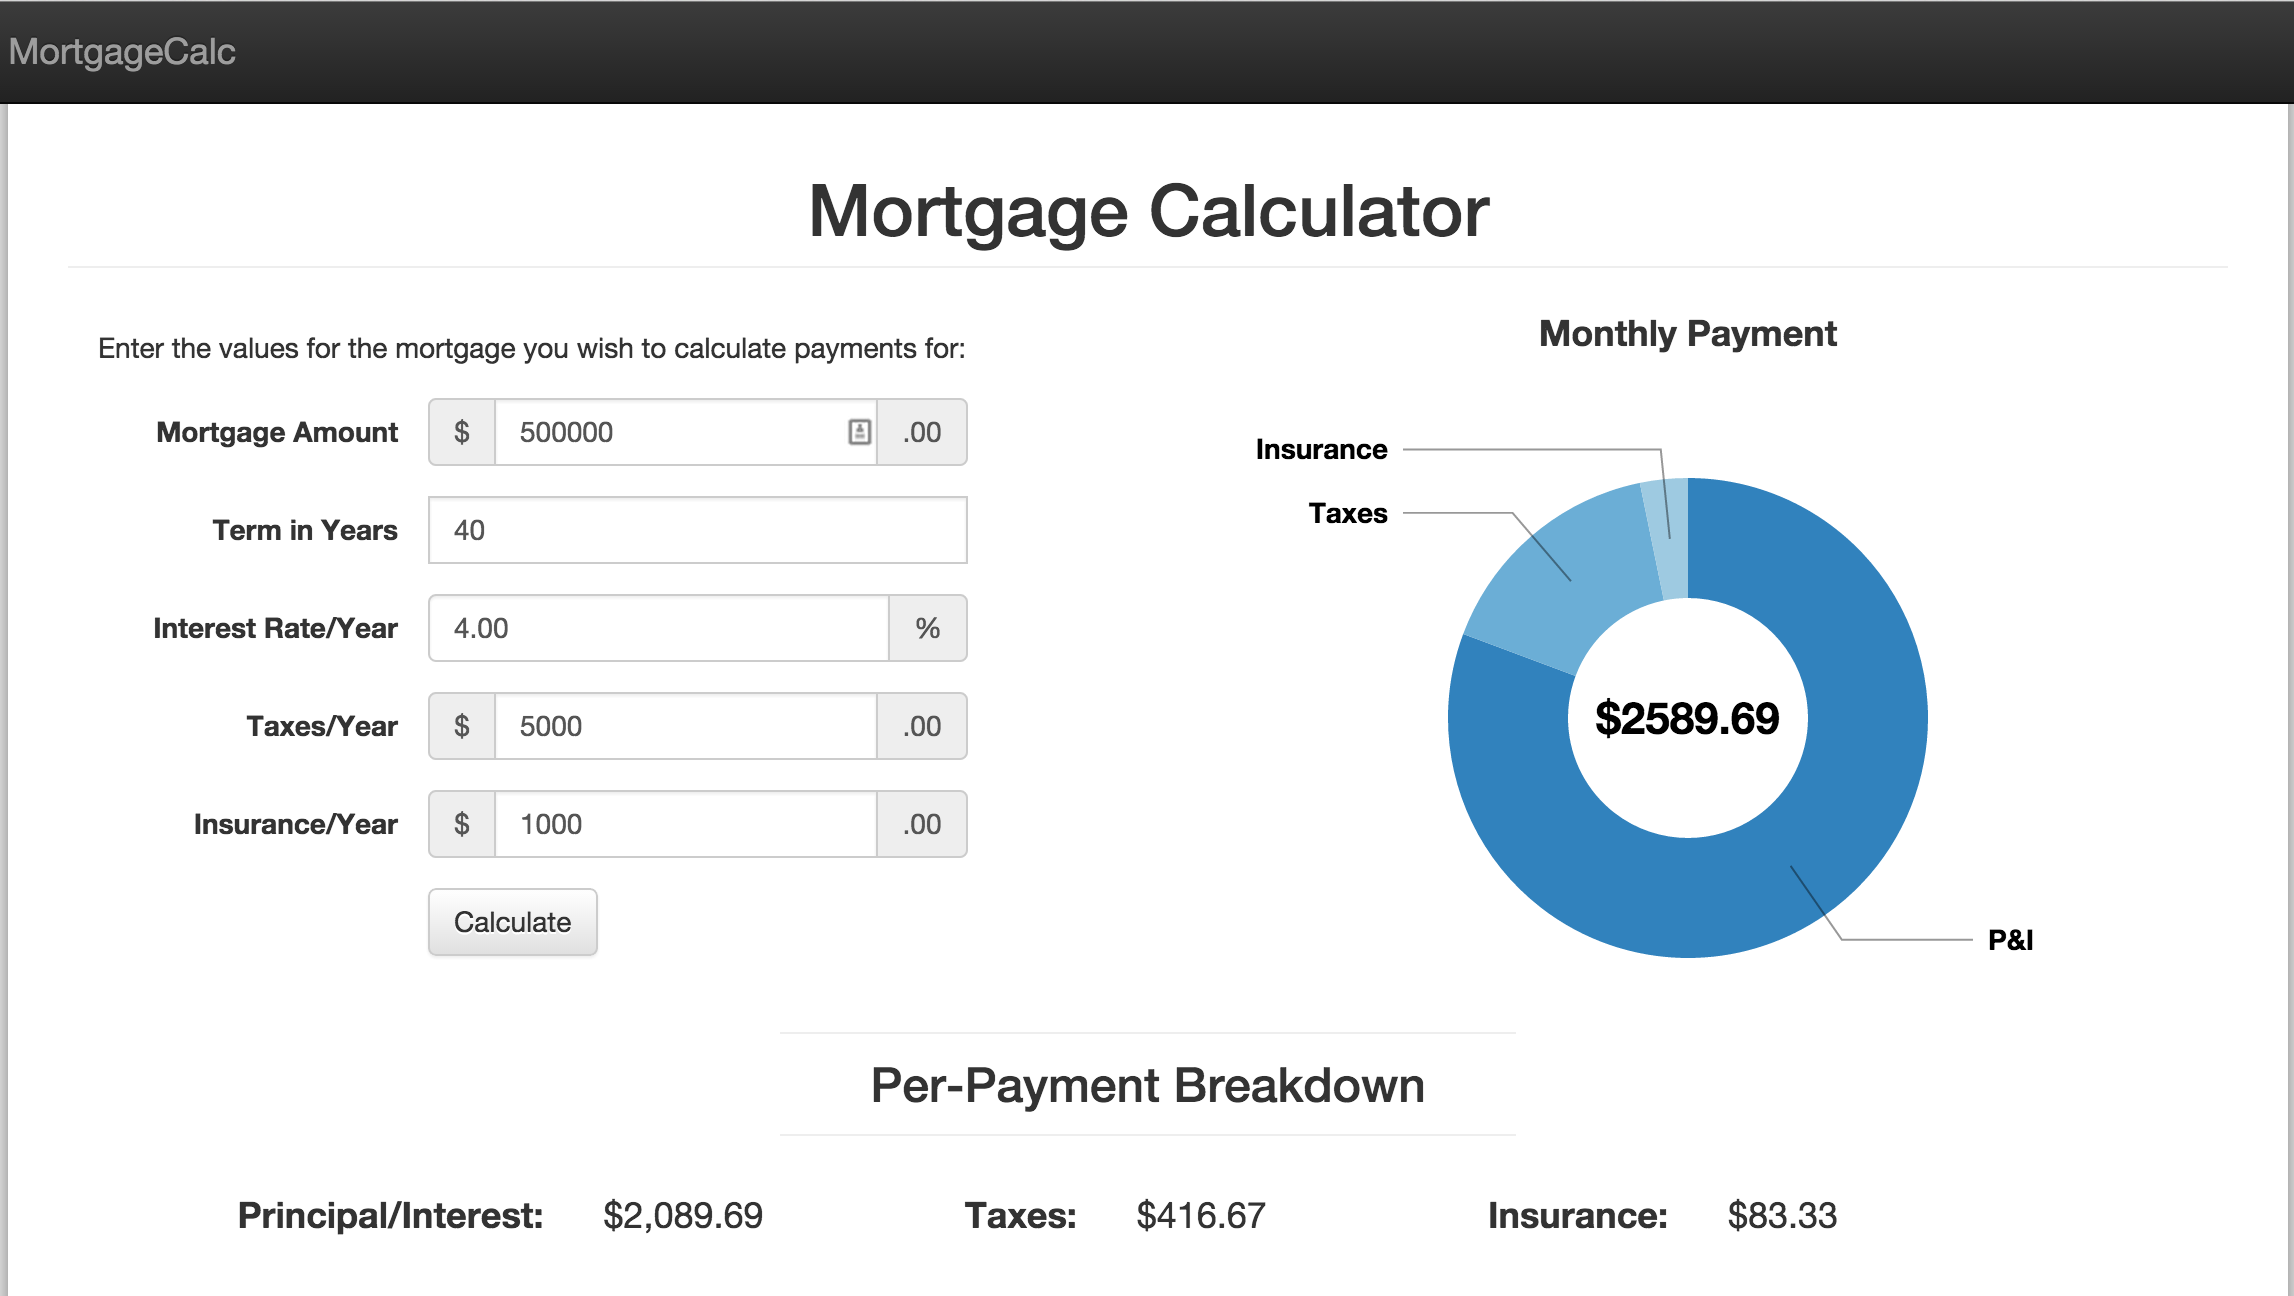 MortgageCalc
Mortgage Calculator
Enter the values for the mortgage you wish to calculate payments for:
Mortgage Amount $ 500000 .00
Term in Years 40
Interest Rate/Year 4.00 %
Taxes/Year $ 5000 .00
Insurance/Year $ 1000 .00
Calculate
Monthly Payment
Insurance
Taxes
$2589.69
P&I
Per-Payment Breakdown
Principal/Interest: $2,089.69 Taxes: $416.67 Insurance: $83.33